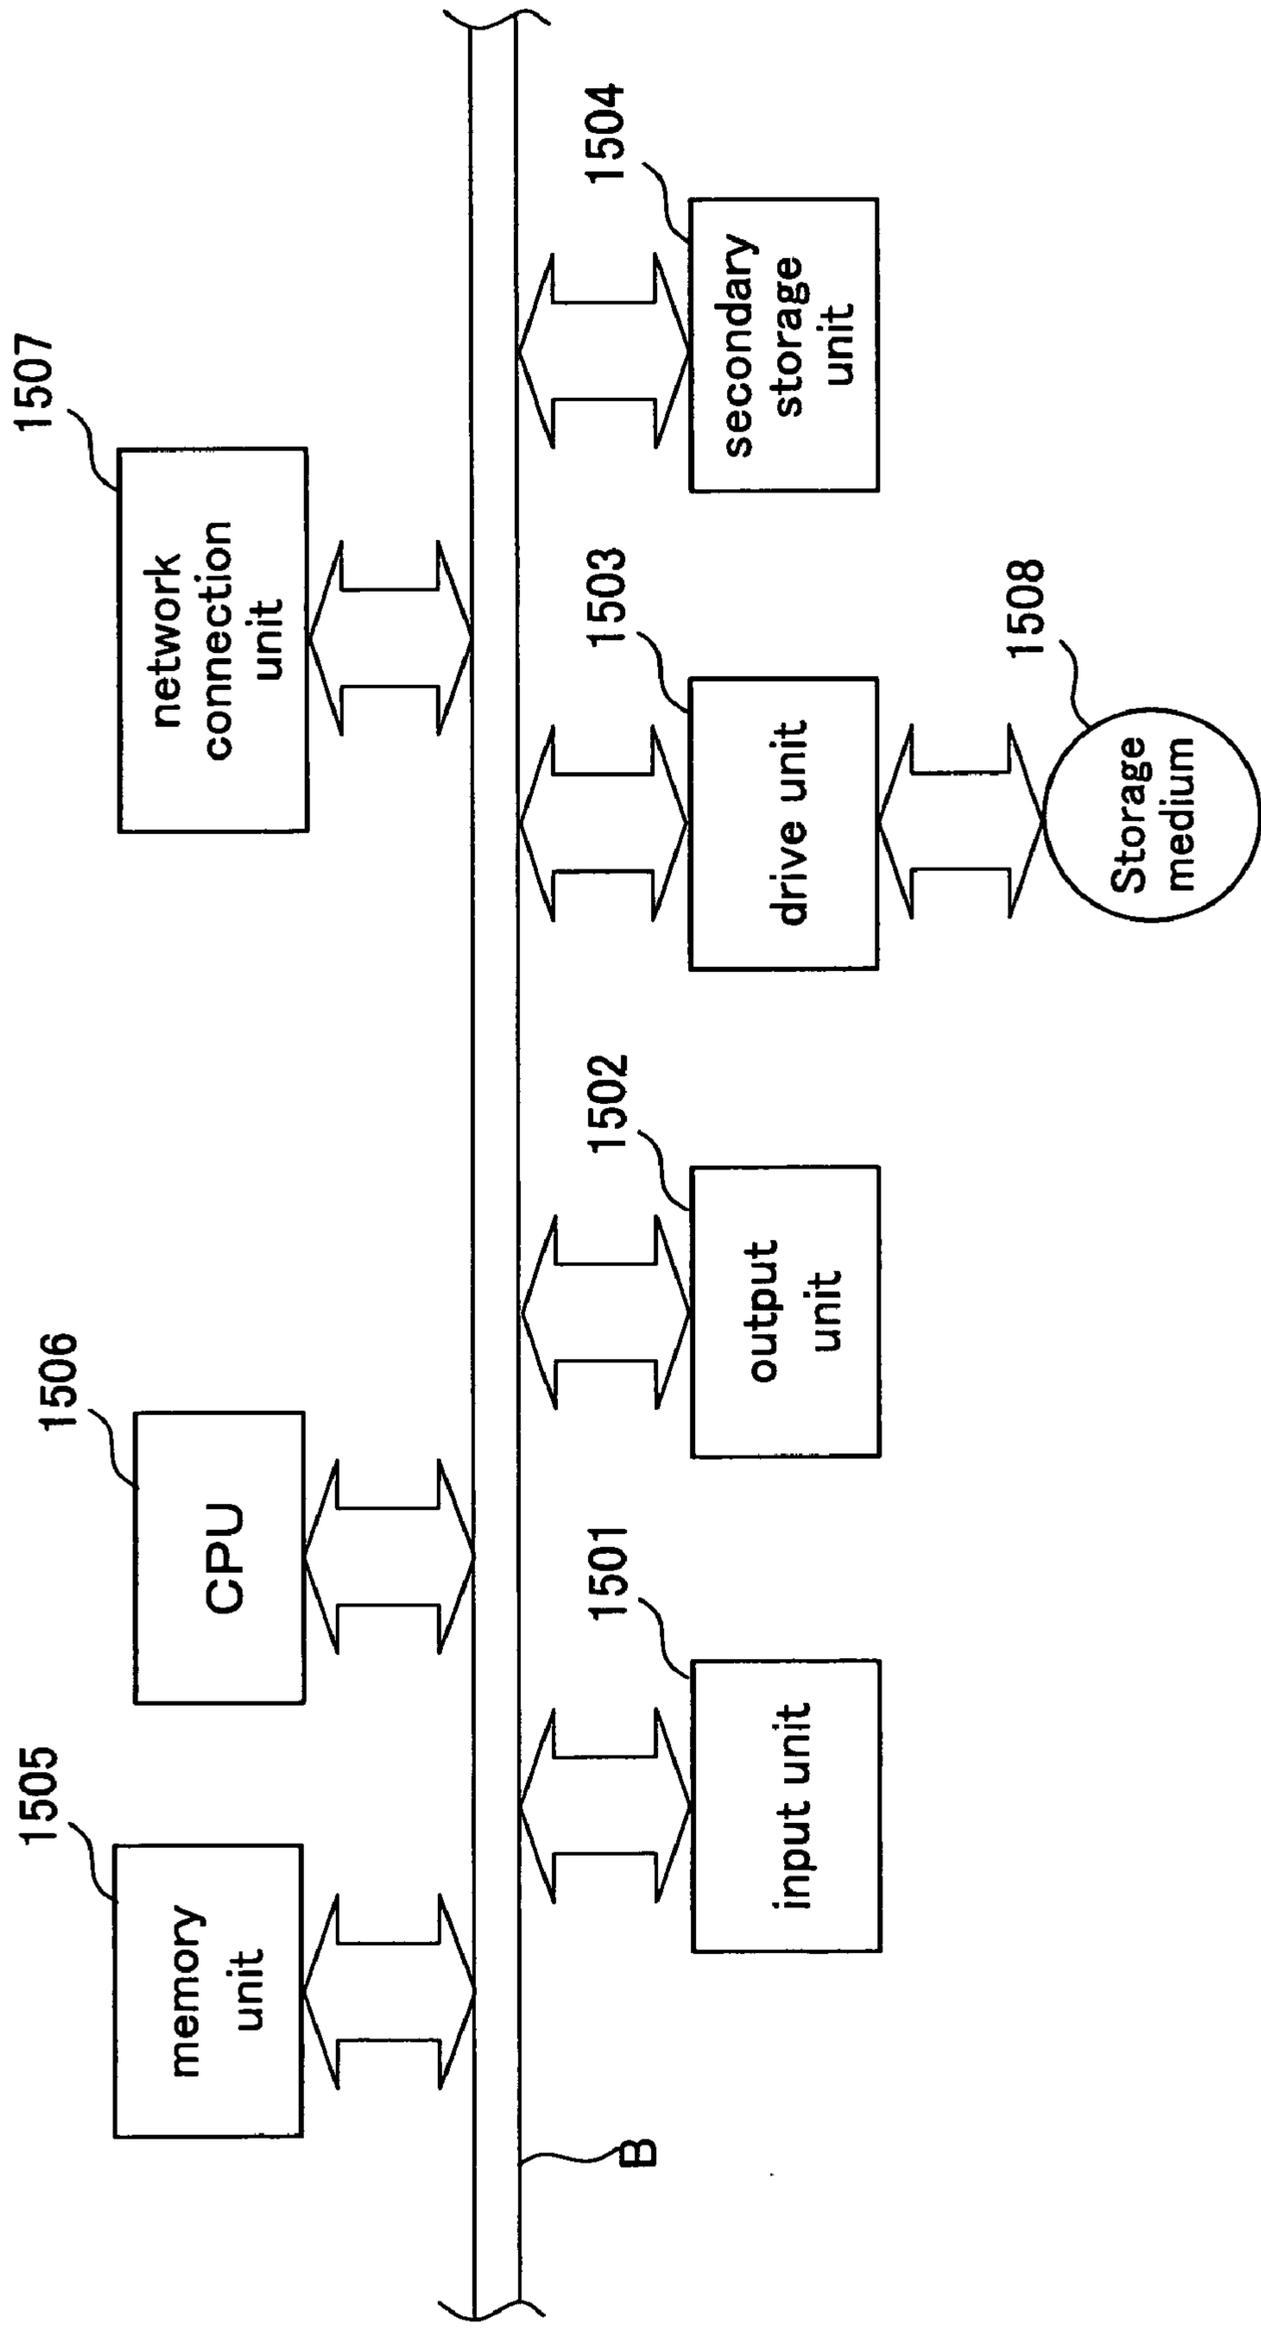 1505
memory
unit
1506
CPU
1507
network
connection
unit
B
1501
input unit
1502
output
unit
1503
drive unit
1504
secondary
storage
unit
1508
Storage
medium